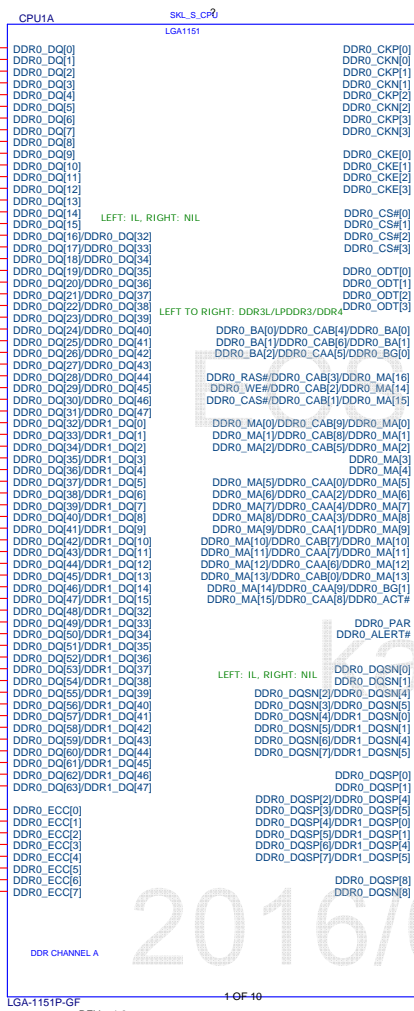 CPU1A
SKL_S_CPU
?
LGA1151
DDR0_DQ[0]
DDR0_DQ[1]
DDR0_DQ[2]
DDR0_DQ[3]
DDR0_DQ[4]
DDR0_DQ[5]
DDR0_DQ[6]
DDR0_DQ[7]
DDR0_DQ[8]
DDR0_DQ[9]
DDR0_DQ[10]
DDR0_DQ[11]
DDR0_DQ[12]
DDR0_DQ[13]
DDR0_DQ[14]
DDR0_DQ[15]
DDR0_DQ[16]/DDR0_DQ[32]
DDR0_DQ[17]/DDR0_DQ[33]
DDR0_DQ[18]/DDR0_DQ[34]
DDR0_DQ[19]/DDR0_DQ[35]
DDR0_DQ[20]/DDR0_DQ[36]
DDR0_DQ[21]/DDR0_DQ[37]
DDR0_DQ[22]/DDR0_DQ[38]
DDR0_DQ[23]/DDR0_DQ[39]
DDR0_DQ[24]/DDR0_DQ[40]
DDR0_DQ[25]/DDR0_DQ[41]
DDR0_DQ[26]/DDR0_DQ[42]
DDR0_DQ[27]/DDR0_DQ[43]
DDR0_DQ[28]/DDR0_DQ[44]
DDR0_DQ[29]/DDR0_DQ[45]
DDR0_DQ[30]/DDR0_DQ[46]
DDR0_DQ[31]/DDR0_DQ[47]
DDR0_DQ[32]/DDR1_DQ[0]
DDR0_DQ[33]/DDR1_DQ[1]
DDR0_DQ[34]/DDR1_DQ[2]
DDR0_DQ[35]/DDR1_DQ[3]
DDR0_DQ[36]/DDR1_DQ[4]
DDR0_DQ[37]/DDR1_DQ[5]
DDR0_DQ[38]/DDR1_DQ[6]
DDR0_DQ[39]/DDR1_DQ[7]
DDR0_DQ[40]/DDR1_DQ[8]
DDR0_DQ[41]/DDR1_DQ[9]
DDR0_DQ[42]/DDR1_DQ[10]
DDR0_DQ[43]/DDR1_DQ[11]
DDR0_DQ[44]/DDR1_DQ[12]
DDR0_DQ[45]/DDR1_DQ[13]
DDR0_DQ[46]/DDR1_DQ[14]
DDR0_DQ[47]/DDR1_DQ[15]
DDR0_DQ[48]/DDR1_DQ[32]
DDR0_DQ[49]/DDR1_DQ[33]
DDR0_DQ[50]/DDR1_DQ[34]
DDR0_DQ[51]/DDR1_DQ[35]
DDR0_DQ[52]/DDR1_DQ[36]
DDR0_DQ[53]/DDR1_DQ[37]
DDR0_DQ[54]/DDR1_DQ[38]
DDR0_DQ[55]/DDR1_DQ[39]
DDR0_DQ[56]/DDR1_DQ[40]
DDR0_DQ[57]/DDR1_DQ[41]
DDR0_DQ[58]/DDR1_DQ[42]
DDR0_DQ[59]/DDR1_DQ[43]
DDR0_DQ[60]/DDR1_DQ[44]
DDR0_DQ[61]/DDR1_DQ[45]
DDR0_DQ[62]/DDR1_DQ[46]
DDR0_DQ[63]/DDR1_DQ[47]
DDR0_ECC[0]
DDR0_ECC[1]
DDR0_ECC[2]
DDR0_ECC[3]
DDR0_ECC[4]
DDR0_ECC[5]
DDR0_ECC[6]
DDR0_ECC[7]
LEFT: IL, RIGHT: NIL
LEFT TO RIGHT: DDR3L/LPDDR3/DDR4
DDR0_CKP[0]
DDR0_CKN[0]
DDR0_CKP[1]
DDR0_CKN[1]
DDR0_CKP[2]
DDR0_CKN[2]
DDR0_CKP[3]
DDR0_CKN[3]
DDR0_CKE[0]
DDR0_CKE[1]
DDR0_CKE[2]
DDR0_CKE[3]
DDR0_CS#[0]
DDR0_CS#[1]
DDR0_CS#[2]
DDR0_CS#[3]
DDR0_ODT[0]
DDR0_ODT[1]
DDR0_ODT[2]
DDR0_ODT[3]
DDR0_BA[0]/DDR0_CAB[4]/DDR0_BA[0]
DDR0_BA[1]/DDR0_CAB[6]/DDR0_BA[1]
DDR0_BA[2]/DDR0_CAA[5]/DDR0_BG[0]
DDR0_RAS#/DDR0_CAB[3]/DDR0_MA[16]
DDR0_WE#/DDR0_CAB[2]/DDR0_MA[14]
DDR0_CAS#/DDR0_CAB[1]/DDR0_MA[15]
DDR0_MA[0]/DDR0_CAB[9]/DDR0_MA[0]
DDR0_MA[1]/DDR0_CAB[8]/DDR0_MA[1]
DDR0_MA[2]/DDR0_CAB[5]/DDR0_MA[2]
DDR0_MA[3]
DDR0_MA[4]
DDR0_MA[5]/DDR0_CAA[0]/DDR0_MA[5]
DDR0_MA[6]/DDR0_CAA[2]/DDR0_MA[6]
DDR0_MA[7]/DDR0_CAA[4]/DDR0_MA[7]
DDR0_MA[8]/DDR0_CAA[3]/DDR0_MA[8]
DDR0_MA[9]/DDR0_CAA[1]/DDR0_MA[9]
DDR0_MA[10]/DDR0_CAB[7]/DDR0_MA[10]
DDR0_MA[11]/DDR0_CAA[7]/DDR0_MA[11]
DDR0_MA[12]/DDR0_CAA[6]/DDR0_MA[12]
DDR0_MA[13]/DDR0_CAB[0]/DDR0_MA[13]
DDR0_MA[14]/DDR0_CAA[9]/DDR0_BG[1]
DDR0_MA[15]/DDR0_CAA[8]/DDR0_ACT#
DDR0_PAR
DDR0_ALERT#
LEFT: IL, RIGHT: NIL
DDR0_DQSN[0]
DDR0_DQSN[1]
DDR0_DQSN[2]/DDR0_DQSN[4]
DDR0_DQSN[3]/DDR0_DQSN[5]
DDR0_DQSN[4]/DDR1_DQSN[0]
DDR0_DQSN[5]/DDR1_DQSN[1]
DDR0_DQSN[6]/DDR1_DQSN[4]
DDR0_DQSN[7]/DDR1_DQSN[5]
DDR0_DQSP[0]
DDR0_DQSP[1]
DDR0_DQSP[2]/DDR0_DQSP[4]
DDR0_DQSP[3]/DDR0_DQSP[5]
DDR0_DQSP[4]/DDR1_DQSP[0]
DDR0_DQSP[5]/DDR1_DQSP[1]
DDR0_DQSP[6]/DDR1_DQSP[4]
DDR0_DQSP[7]/DDR1_DQSP[5]
DDR0_DQSP[8]
DDR0_DQSN[8]
2016/
DDR CHANNEL A
1 OF 10
LGA-1151P-GF